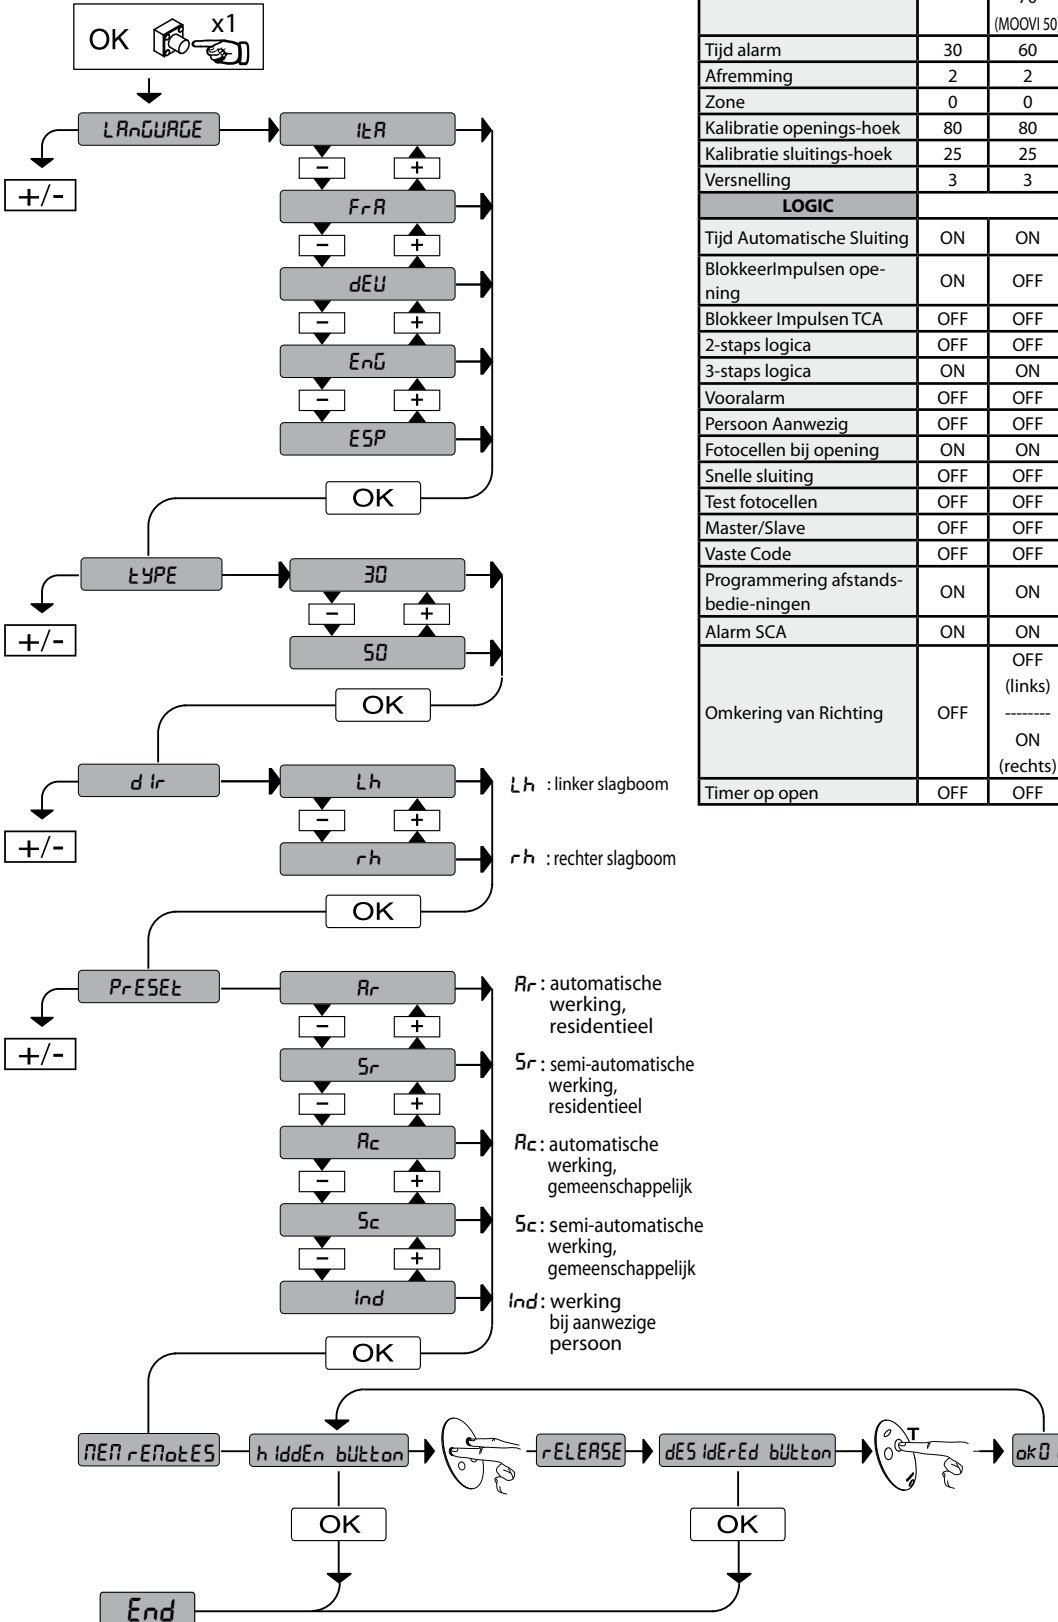 OK x1
LAnGUAGE
+/-
ItA
- +
FrA
- +
dEU
- +
EnG
- +
ESP
OK
tYPE
+/-
30
- +
50
OK
dIr
+/-
Lh
Lh : linker slagboom
- +
rh
rh : rechter slagboom
OK
PrESEt
+/-
Ar
Ar : automatische
werking,
residentieel
- +
Sr
Sr : semi-automatische
werking,
residentieel
- +
Ac
Ac : automatische
werking,
gemeenschappelijk
- +
Sc
Sc : semi-automatische
werking,
gemeenschappelijk
- +
Ind
Ind : werking
bij aanwezige
persoon
OK
MEM rEMotES
hIddEn bUtton
rELEASE
dESIdErEd bUtton
T
OK
OK
End
(MOOVI 50
Tijd alarm 30 60
Afremming 2 2
Zone 0 0
Kalibratie openings-hoek 80 80
Kalibratie sluitings-hoek 25 25
Versnelling 3 3
LOGIC
Tijd Automatische Sluiting ON ON
BlokkeerImpulsen ope-
ning ON OFF
Blokkeer Impulsen TCA OFF OFF
2-staps logica OFF OFF
3-staps logica ON ON
Vooralarm OFF OFF
Persoon Aanwezig OFF OFF
Fotocellen bij opening ON ON
Snelle sluiting OFF OFF
Test fotocellen OFF OFF
Master/Slave OFF OFF
Vaste Code OFF OFF
Programmering afstands-
bedie-ningen ON ON
Alarm SCA ON ON
Omkering van Richting OFF
OFF
(links)
--------
ON
(rechts)
Timer op open OFF OFF